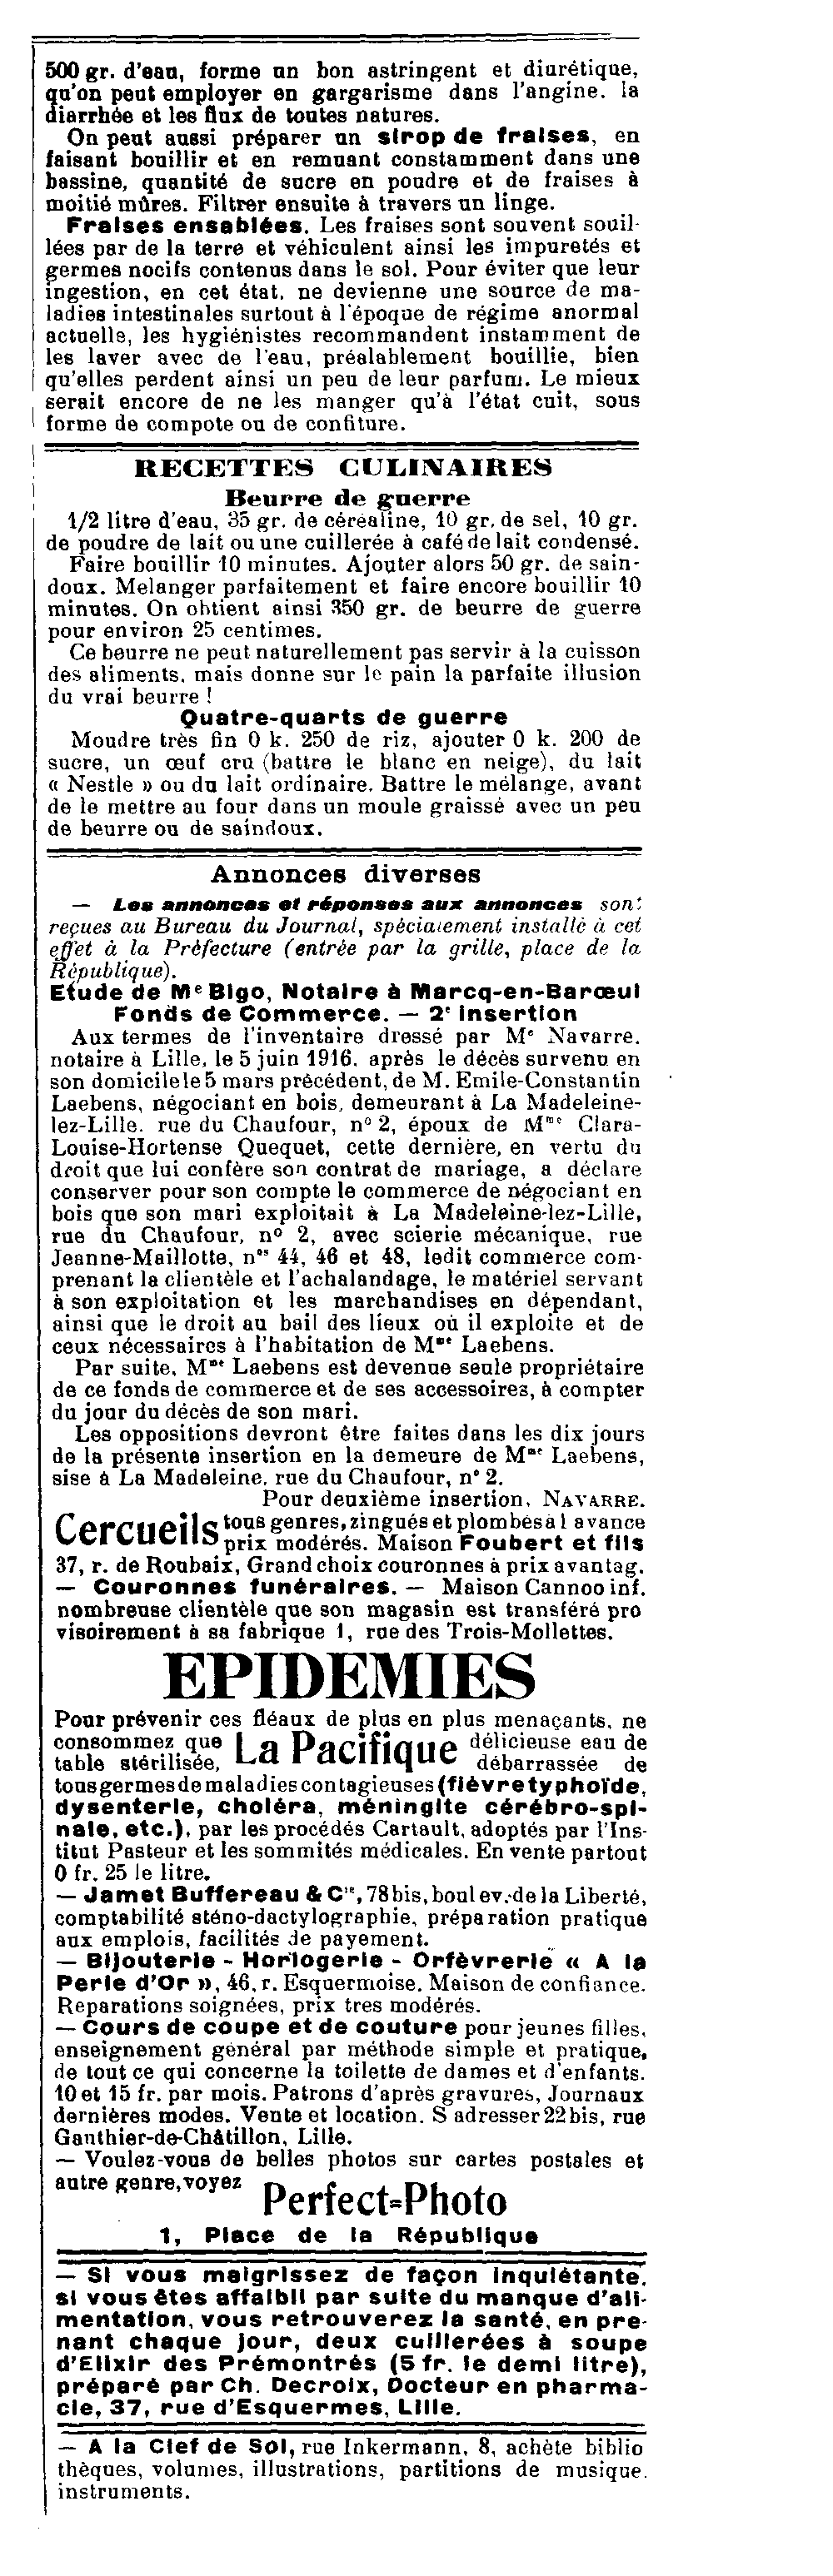 500 gr. d'eau, forme un bon astringent et diurétique,
qu'on peut employer en gargarisme dans l'angine. la
diarrhée et les flux de toutes natures.
On peut aussi préparer un sirop de fraises, en
faisant bouillir et en remuant constamment dans une
bassine, quantité de sucre en poudre et de fraises à
moitié mûres. Filtrer ensuite à travers un linge.
Fraises ensablées. Les fraises sont souvent souil-
lées par de la terre et véhiculent ainsi les impuretés et
germes nocifs contenus dans le sol. Pour éviter que leur
ingestion, en cet état, ne devienne une source de ma-
ladies intestinales surtout à l'époque de régime anormal
actuelle, les hygiénistes recommandent instamment de
les laver avec de l'eau, préalablement bouillie, bien
qu'elles perdent ainsi un peu de leur parfum. Le mieux
serait encore de ne les manger qu'à l'état cuit, sous
forme de compote ou de confiture.
RECETTES CULINAIRES
Beurre de guerre
1/2 litre d'eau, 35 gr. de céréaline, 10 gr. de sel, 10 gr.
de poudre de lait ou une cuillerée à café de lait condensé.
Faire bouillir 10 minutes. Ajouter alors 50 gr. de sain-
doux. Melanger parfaitement et faire encore bouillir 10
minutes. On obtient ainsi 350 gr. de beurre de guerre
pour environ 25 centimes.
Ce beurre ne peut naturellement pas servir à la cuisson
des aliments, mais donne sur le pain la parfaite illusion
du vrai beurre !
Quatre-quarts de guerre
Moudre très fin 0 k. 250 de riz, ajouter 0 k. 200 de
sucre, un œuf cru (battre le blanc en neige), du lait
« Nestle » ou du lait ordinaire. Battre le mélange, avant
de le mettre au four dans un moule graissé avec un peu
de beurre ou de saindoux.
Annonces diverses
— Les annonces et réponses aux annonces sont
reçues au Bureau du Journal, spécialement installé à cet
effet à la Préfecture (entrée par la grille, place de la
République).
Etude de Me Bigo, Notaire à Marcq-en-Barœul
Fonds de Commerce. — 2e insertion
Aux termes de l'inventaire dressé par Me Navarre.
notaire à Lille, le 5 juin 1916. après le décès survenu en
son domicile le 5 mars précédent, de M. Emile-Constantin
Laebens, négociant en bois, demeurant à La Madeleine-
lez-Lille. rue du Chaufour, no 2, époux de Mme Clara-
Louise-Hortense Quequet, cette dernière, en vertu du
droit que lui confère son contrat de mariage, a déclare
conserver pour son compte le commerce de négociant en
bois que son mari exploitait à La Madeleine-lez-Lille,
rue du Chaufour, no 2, avec scierie mécanique, rue
Jeanne-Maillotte, nos 44, 46 et 48, ledit commerce com-
prenant la clientèle et l'achalandage, le matériel servant
à son exploitation et les marchandises en dépendant,
ainsi que le droit au bail des lieux où il exploite et de
ceux nécessaires à l'habitation de Mme Laebens.
Par suite, Mme Laebens est devenue seule propriétaire
de ce fonds de commerce et de ses accessoires, à compter
du jour du décès de son mari.
Les oppositions devront être faites dans les dix jours
de la présente insertion en la demeure de Mme Laebens,
sise à La Madeleine, rue du Chaufour, no 2.
Pour deuxième insertion, NAVARRE.
Cercueils tous genres, zingués et plombés à l avance
prix modérés. Maison Foubert et fils
37, r. de Roubaix, Grand choix couronnes à prix avantag.
— Couronnes funéraires. — Maison Cannoo inf.
nombreuse clientèle que son magasin est transféré pro
visoirement à sa fabrique 1, rue des Trois-Mollettes.
EPIDEMIES
Pour prévenir ces fléaux de plus en plus menaçants, ne
consommez que La Pacifique délicieuse eau de
table stérilisée, débarrassée de
tous germes de maladies contagieuses (fièvre typhoïde,
dysenterie, choléra, méningite cérébro-spi-
nale, etc.), par les procédés Cartault, adoptés par l'Ins-
titut Pasteur et les sommités médicales. En vente partout
0 fr. 25 le litre.
— Jamet Buffereau & Cie, 78 bis, boulev. de la Liberté,
comptabilité sténo-dactylographie, préparation pratique
aux emplois, facilités de payement.
— Bijouterie - Horlogerie - Orfèvrerie « A la
Perle d'Or », 46, r. Esquermoise. Maison de confiance.
Reparations soignées, prix tres modérés.
— Cours de coupe et de couture pour jeunes filles,
enseignement général par méthode simple et pratique,
de tout ce qui concerne la toilette de dames et d'enfants.
10 et 15 fr. par mois. Patrons d'après gravures, Journaux
dernières modes. Vente et location. S adresser 22 bis, rue
Gauthier-de-Châtillon, Lille.
— Voulez-vous de belles photos sur cartes postales et
autre genre, voyez Perfect=Photo
1, Place de la République
— Si vous maigrissez de façon inquiétante,
si vous êtes affaibli par suite du manque d'ali-
mentation, vous retrouverez la santé, en pre-
nant chaque jour, deux cuillerées à soupe
d'Elixir des Prémontrés (5 fr. le demi litre),
préparé par Ch. Decroix, Docteur en pharma-
cie, 37, rue d'Esquermes, Lille.
— A la Clef de Sol, rue Inkermann, 8, achète biblio
thèques, volumes, illustrations, partitions de musique.
instruments.